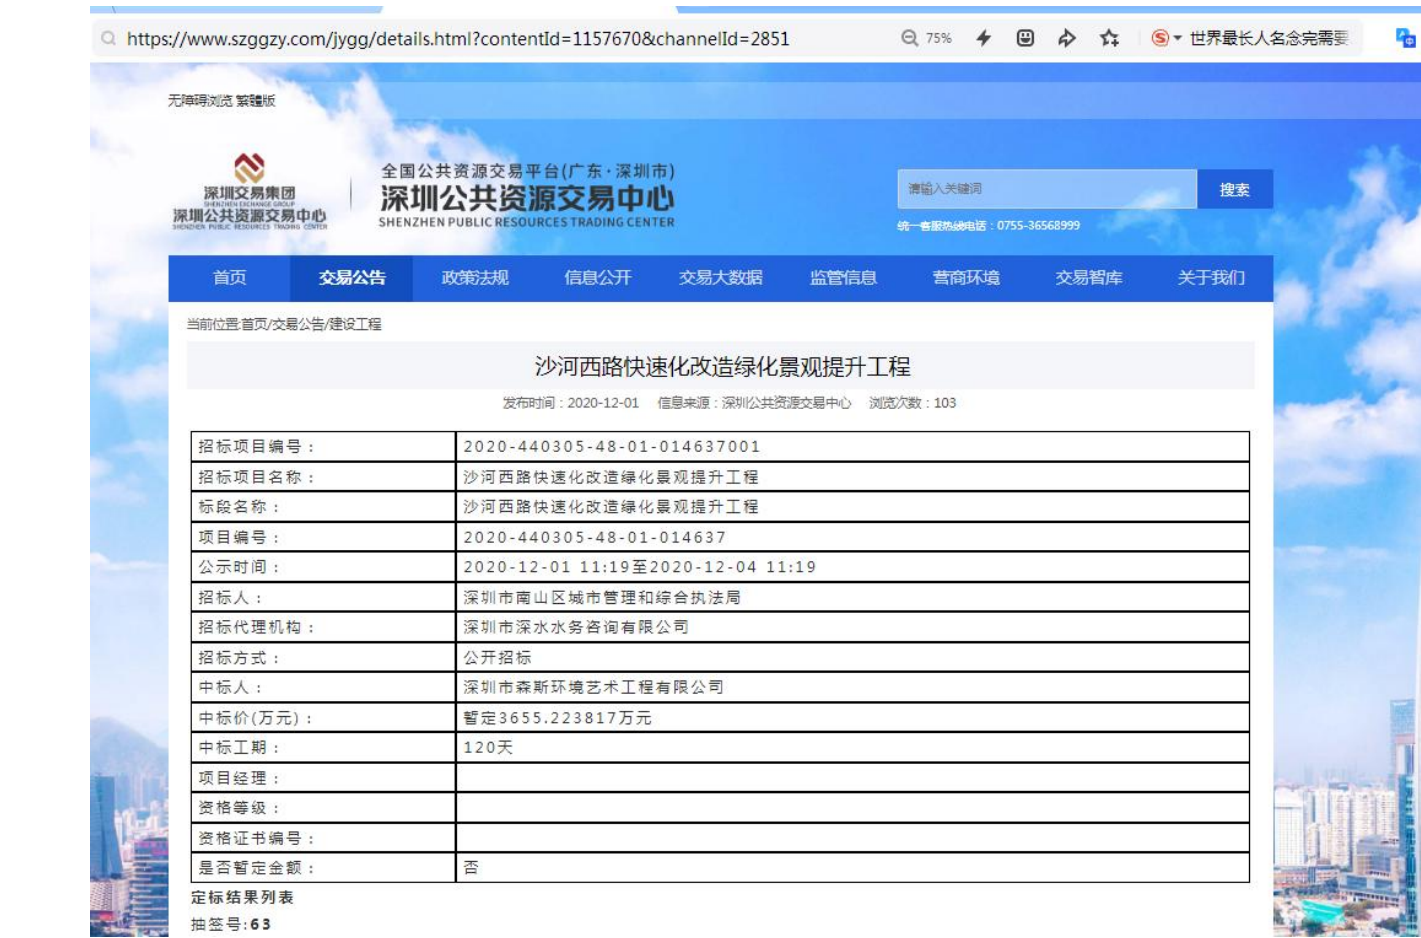 https://www.szggzy.com/jygg/details.html?contentId=1157670&channelId=2851 75% 世界最长人名念完需要
无障碍浏览 繁體版
深圳交易集团
SHENZHEN EXCHANGE GROUP
深圳公共资源交易中心
SHENZHEN PUBLIC RESOURCES TRADING CENTER
全国公共资源交易平台(广东·深圳市)
深圳公共资源交易中心
SHENZHEN PUBLIC RESOURCES TRADING CENTER
请输入关键词 搜索
统一客服热线电话：0755-36568999
首页 交易公告 政策法规 信息公开 交易大数据 监管信息 营商环境 交易智库 关于我们
当前位置:首页/交易公告/建设工程
沙河西路快速化改造绿化景观提升工程
发布时间：2020-12-01 信息来源：深圳公共资源交易中心 浏览次数：103
招标项目编号： 2020-440305-48-01-014637001
招标项目名称： 沙河西路快速化改造绿化景观提升工程
标段名称： 沙河西路快速化改造绿化景观提升工程
项目编号： 2020-440305-48-01-014637
公示时间： 2020-12-01 11:19至2020-12-04 11:19
招标人： 深圳市南山区城市管理和综合执法局
招标代理机构： 深圳市深水水务咨询有限公司
招标方式： 公开招标
中标人： 深圳市森斯环境艺术工程有限公司
中标价(万元)： 暂定3655.223817万元
中标工期： 120天
项目经理：
资格等级：
资格证书编号：
是否暂定金额： 否
定标结果列表
抽签号:63